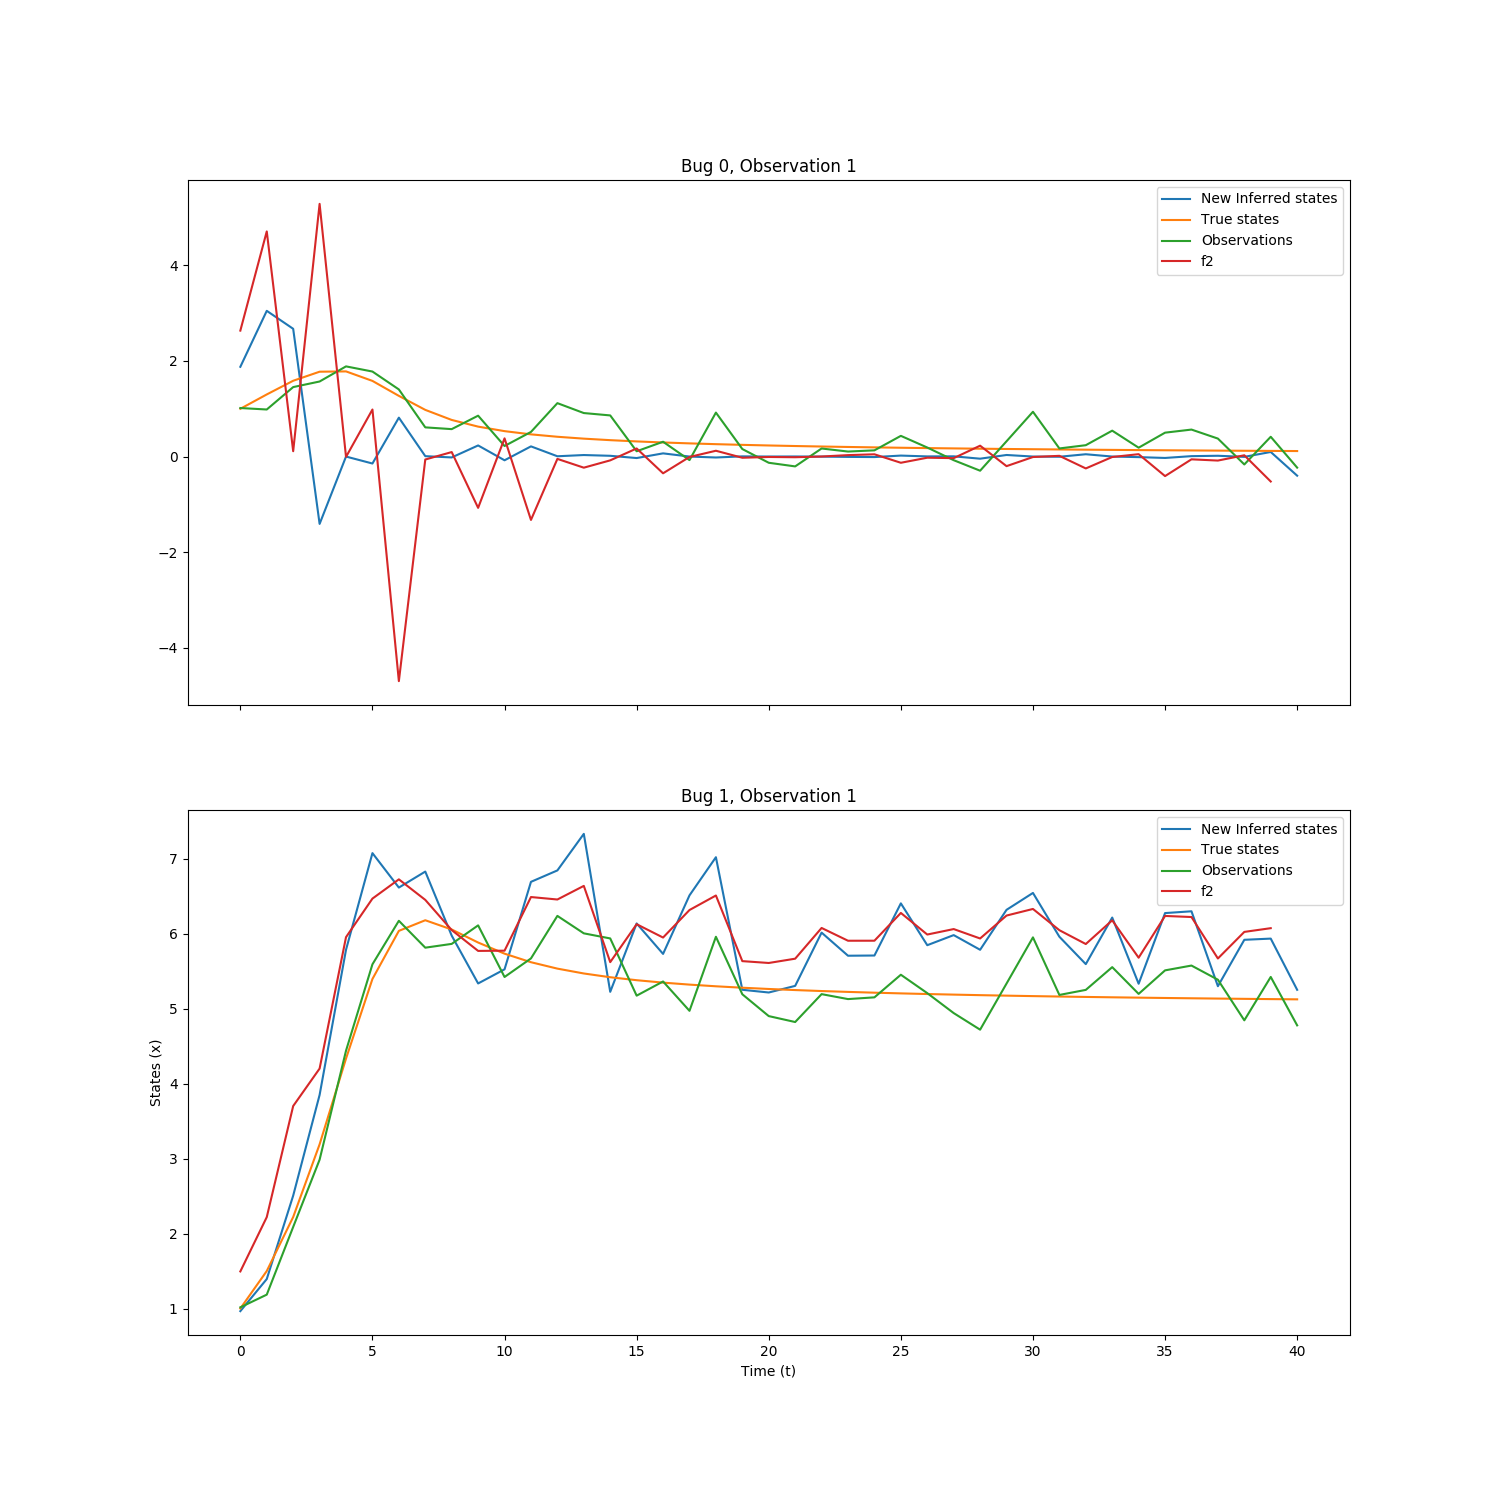 Bug 0, Observation 1
New Inferred states
True states
Observations
f2
4
2
0
−2
−4
Bug 1, Observation 1
New Inferred states
True states
Observations
f2
7
6
5
4
3
2
1
States (x)
0 5 10 15 20 25 30 35 40
Time (t)